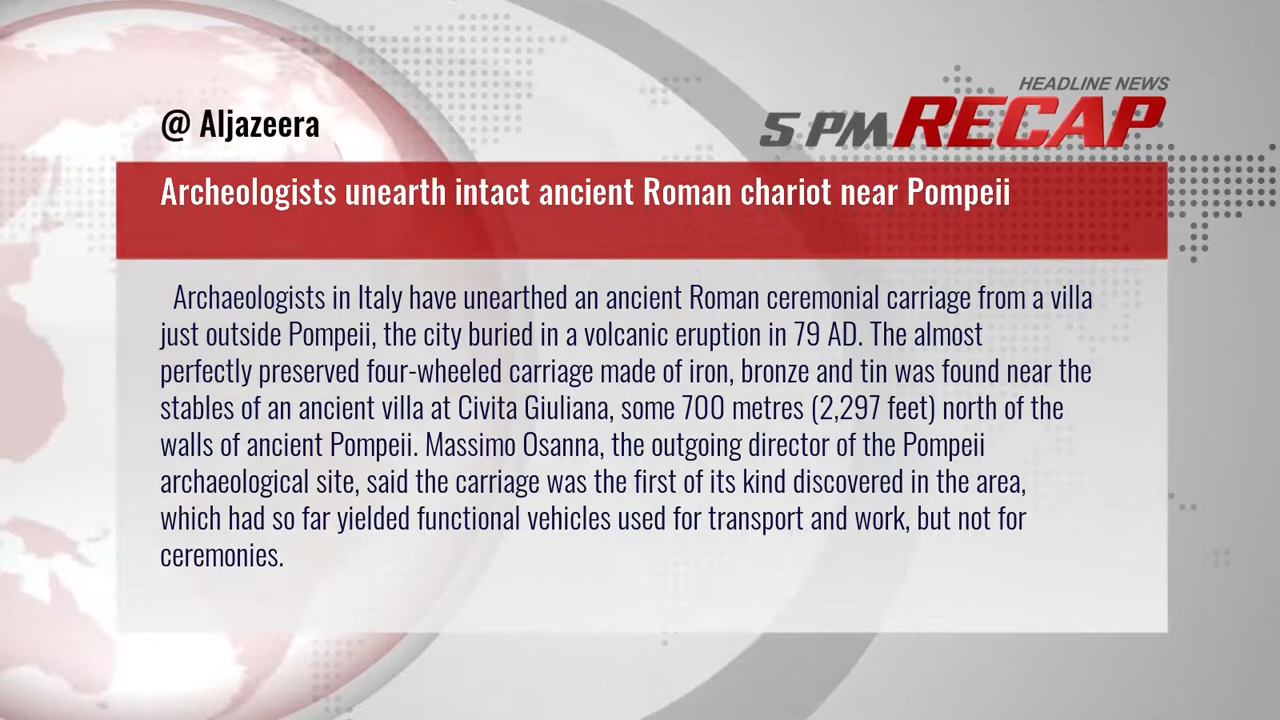 HEADLINE NEWS
@ Aljazeera
5 PM RECAP
Archeologists unearth intact ancient Roman chariot near Pompeii
Archaeologists in Italy have unearthed an ancient Roman ceremonial carriage from a villa
just outside Pompeii, the city buried in a volcanic eruption in 79 AD. The almost
perfectly preserved four-wheeled carriage made of iron, bronze and tin was found near the
stables of an ancient villa at Civita Giuliana, some 700 metres (2,297 feet) north of the
walls of ancient Pompeii. Massimo Osanna, the outgoing director of the Pompeii
archaeological site, said the carriage was the first of its kind discovered in the area,
which had so far yielded functional vehicles used for transport and work, but not for
ceremonies.